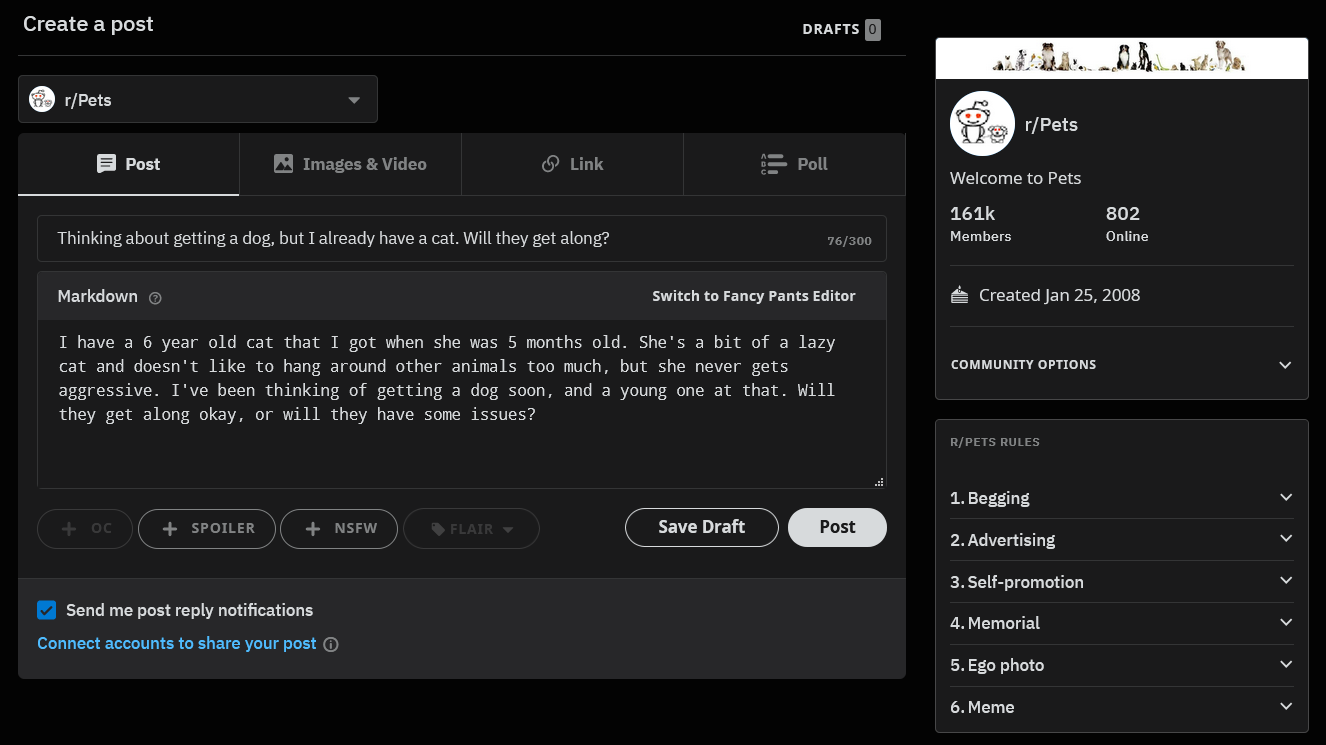 Create a post
DRAFTS 0
r/Pets
Post
Images & Video
Link
Poll
Thinking about getting a dog, but I already have a cat. Will they get along?
76/300
Markdown
Switch to Fancy Pants Editor
I have a 6 year old cat that I got when she was 5 months old. She's a bit of a lazy
cat and doesn't like to hang around other animals too much, but she never gets
aggressive. I've been thinking of getting a dog soon, and a young one at that. Will
they get along okay, or will they have some issues?
OC
SPOILER
NSFW
FLAIR
Save Draft
Post
Send me post reply notifications
Connect accounts to share your post
r/Pets
Welcome to Pets
161k
Members
802
Online
Created Jan 25, 2008
COMMUNITY OPTIONS
R/PETS RULES
1. Begging
2. Advertising
3. Self-promotion
4. Memorial
5. Ego photo
6. Meme